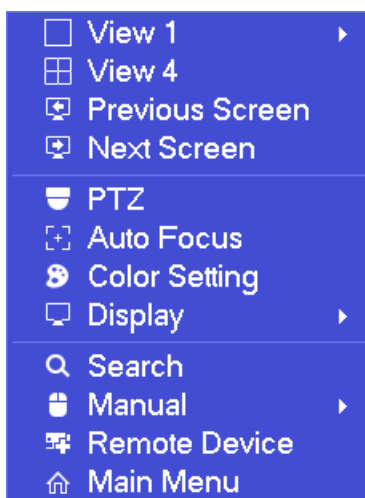 View 1
View 4
Previous Screen
Next Screen
PTZ
Auto Focus
Color Setting
Display
Search
Manual
Remote Device
Main Menu